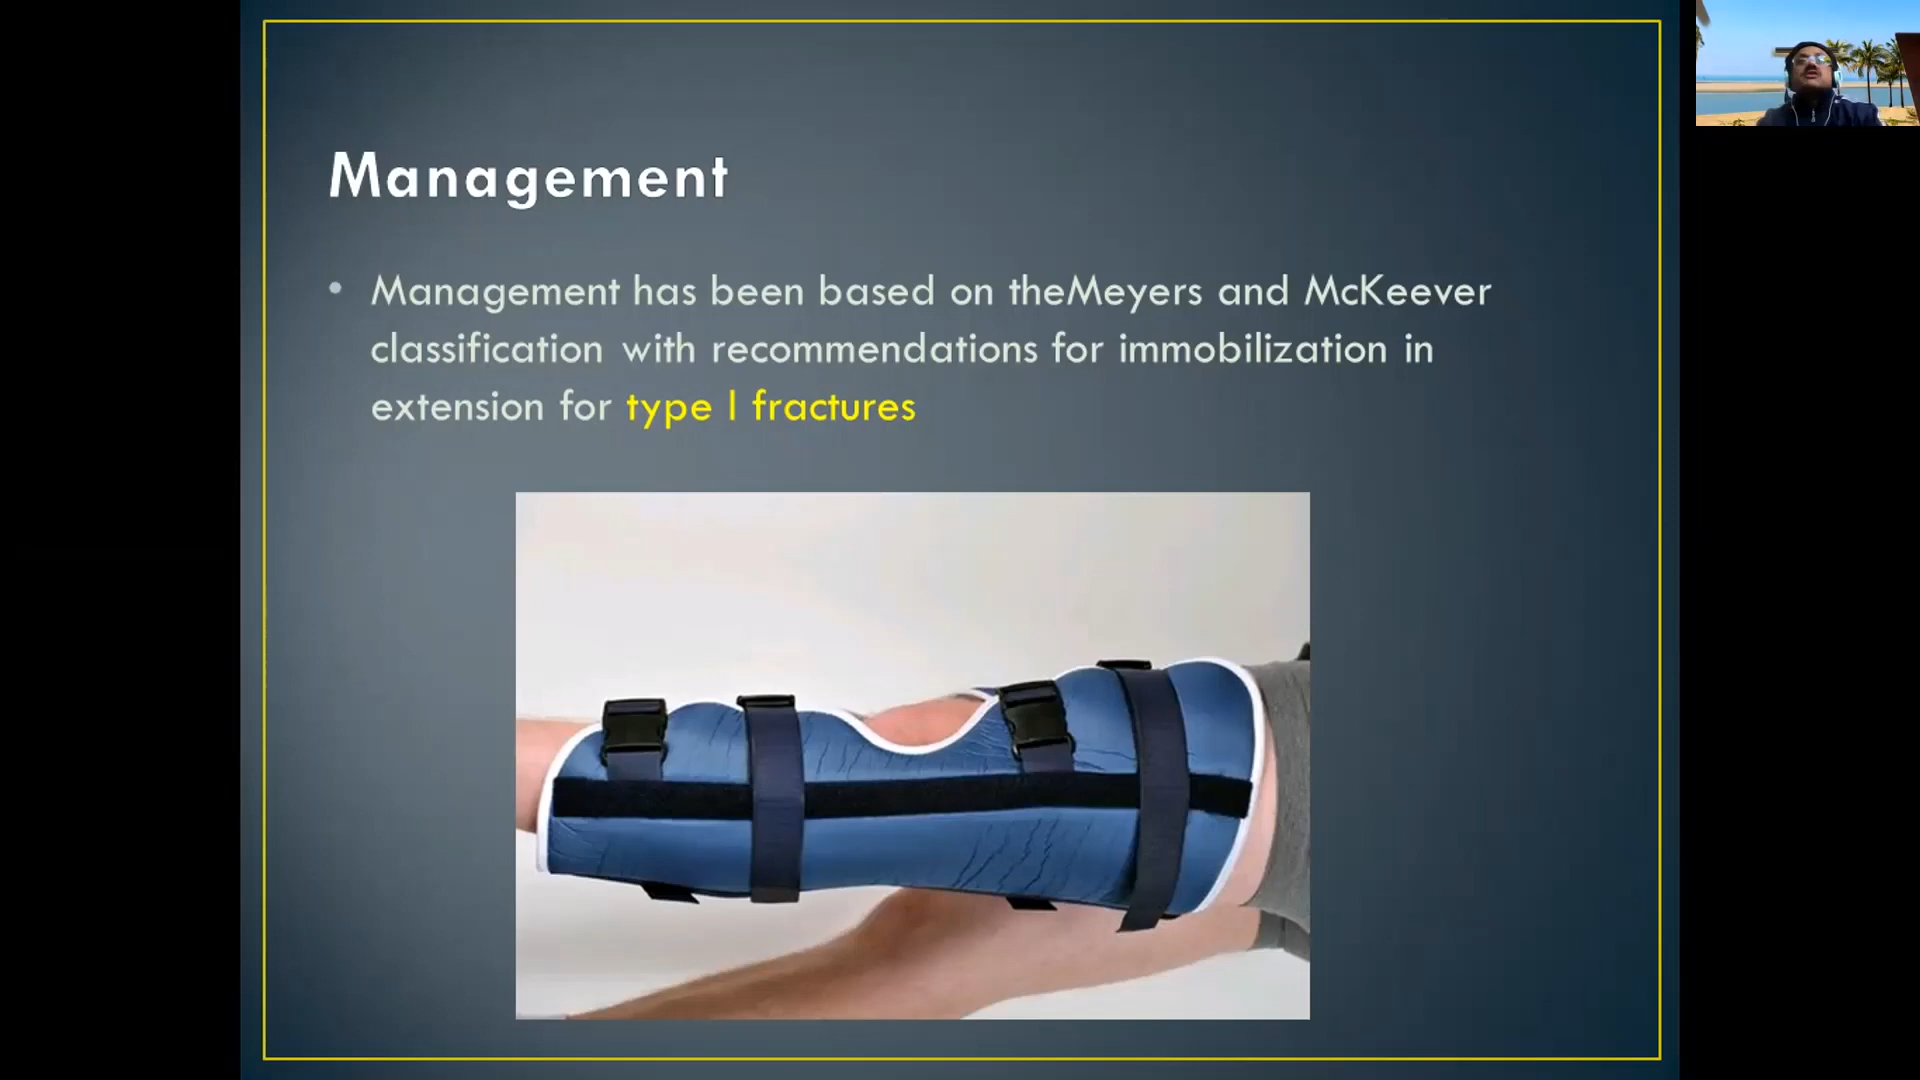 Management
• Management has been based on theMeyers and McKeever
classification with recommendations for immobilization in
extension for type I fractures